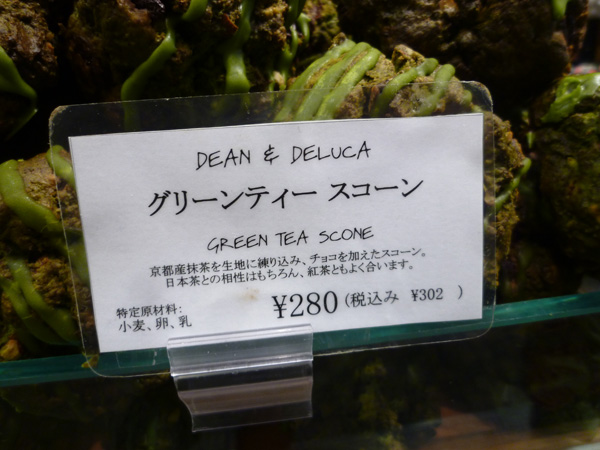 DEAN & DELUCA
グリーンティー スコーン
GREEN TEA SCONE
京都産抹茶を生地に練り込み、チョコを加えたスコーン。
日本茶との相性はもちろん、紅茶ともよく合います。
特定原材料:
小麦、卵、乳
¥280(税込み ¥302 )